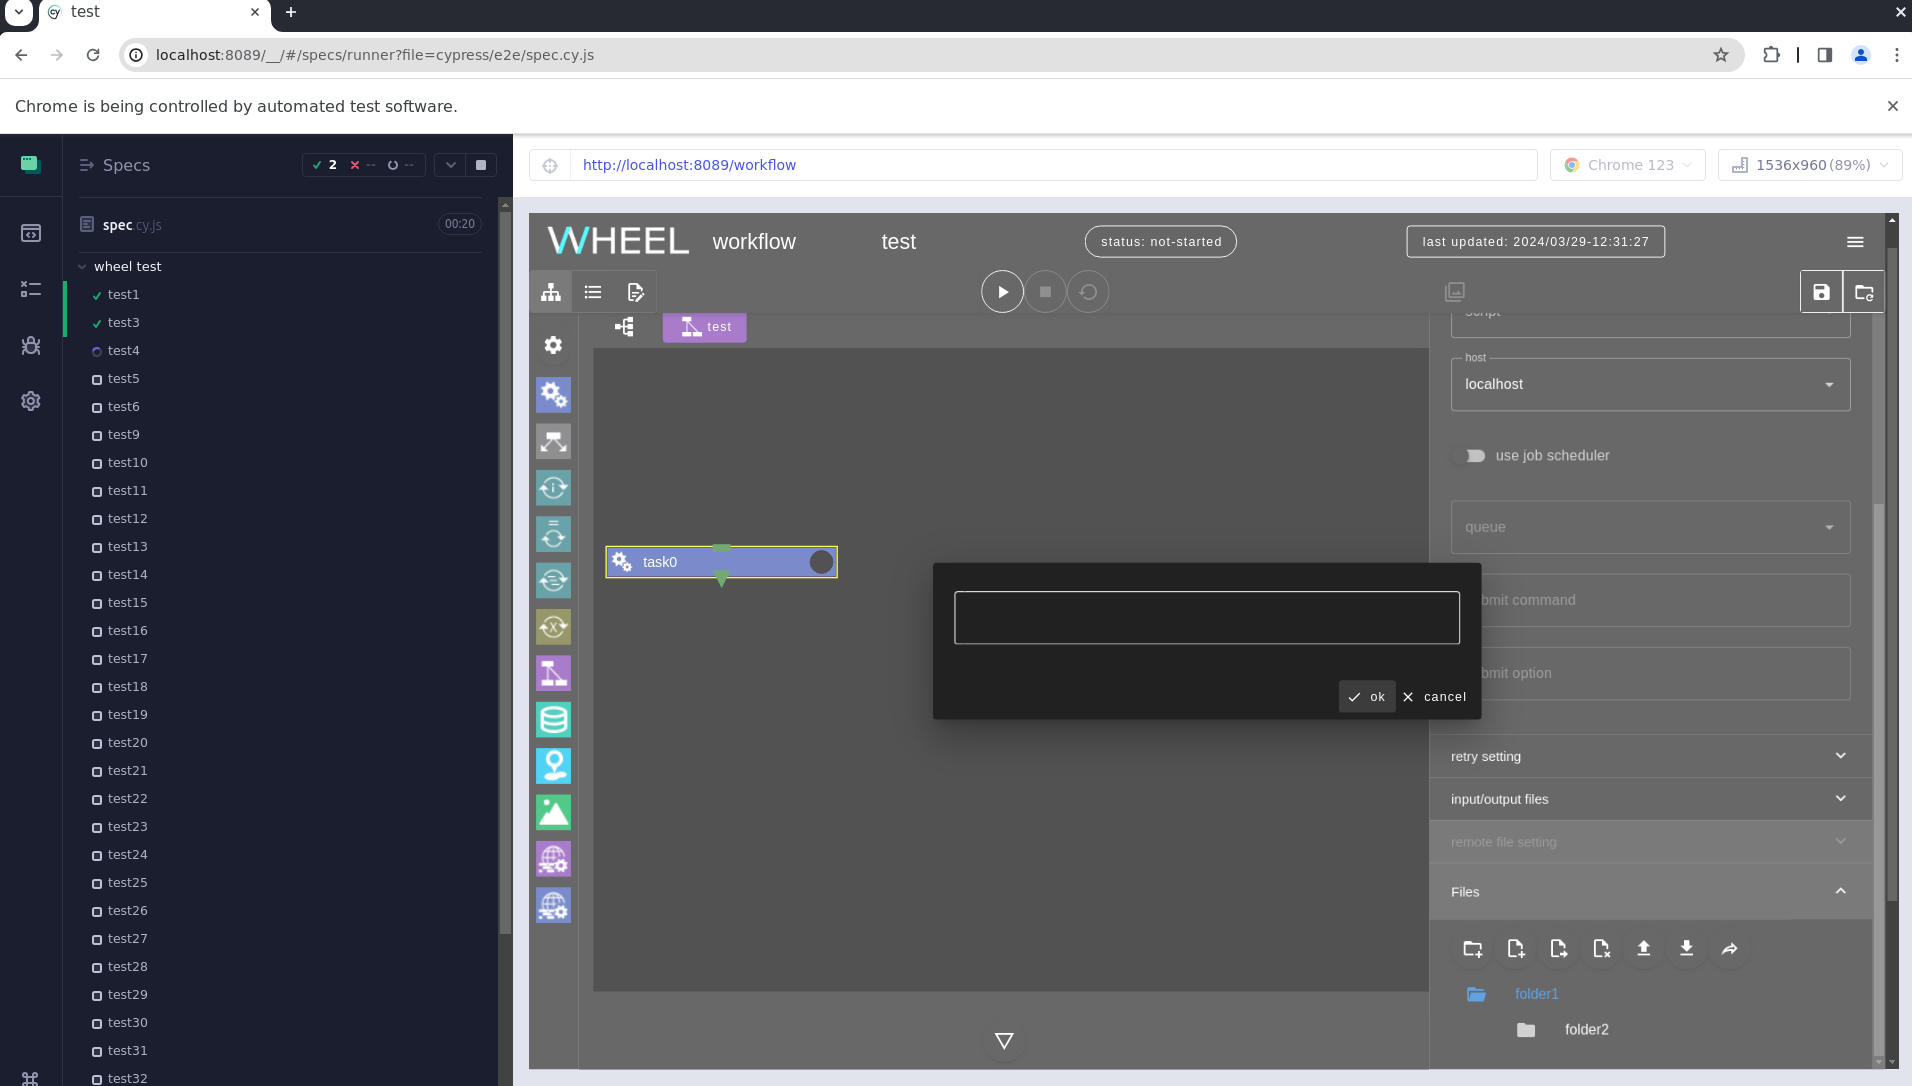 test
localhost:8089/__/#/specs/runner?file=cypress/e2e/spec.cy.js
Chrome is being controlled by automated test software.
Specs
2 -- --
http://localhost:8089/workflow
Chrome 123
1536x960 (89%)
spec.cy.js
00:20
wheel test
test1
test3
test4
test5
test6
test9
test10
test11
test12
test13
test14
test15
test16
test17
test18
test19
test20
test21
test22
test23
test24
test25
test26
test27
test28
test29
test30
test31
test32
WHEEL
workflow
test
status: not-started
last updated: 2024/03/29-12:31:27
test
script
host
localhost
use job scheduler
queue
task0
bmit command
bmit option
ok
cancel
retry setting
input/output files
remote file setting
Files
folder1
folder2